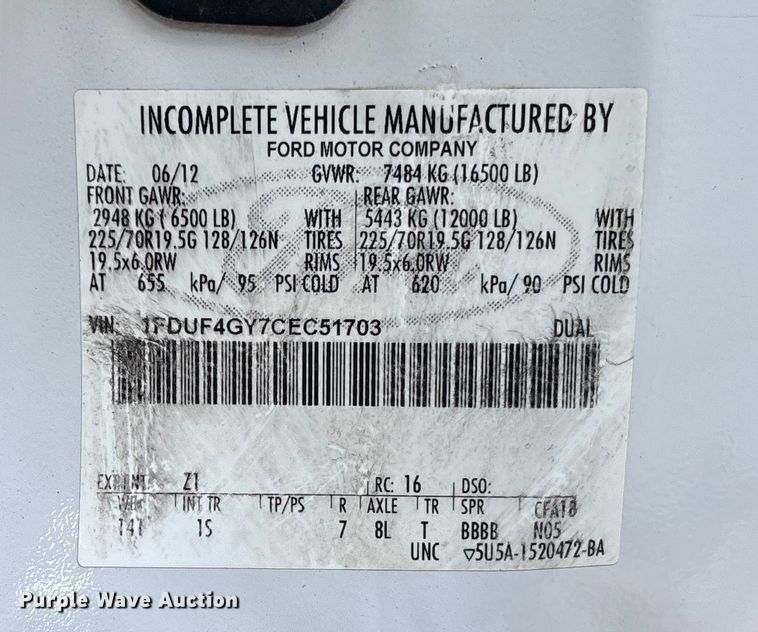 INCOMPLETE VEHICLE MANUFACTURED BY
FORD MOTOR COMPANY
DATE: 06/12 GVWR: 7484 KG (16500 LB)
FRONT GAWR: REAR GAWR:
2948 KG (6500 LB) WITH 5443 KG (12000 LB) WITH
225/70R19.5G 128/126N TIRES 225/70R19.5G 128/126N TIRES
19.5x6.0RW RIMS 19.5x6.0RW RIMS
AT 655 kPa/ 95 PSI COLD AT 620 kPa/ 90 PSI COLD
VIN: 1FDUF4GY7CEC51703 DUAL
EXT PNT: Z1 RC: 16 DSO:
WB INT TR TP/PS R AXLE TR SPR CFA18
141 1S 7 8L T BBBB N05
UNC ▽5U5A-1520472-BA
Purple Wave Auction